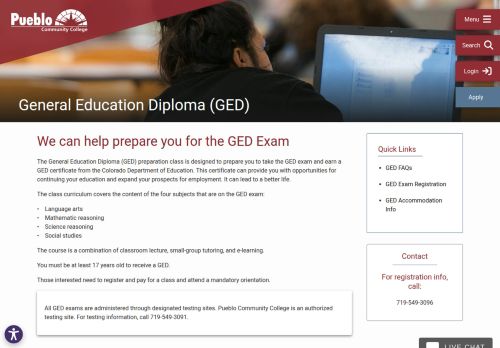 Pueblo
Community College
Menu
Search
Login
Apply
General Education Diploma (GED)
We can help prepare you for the GED Exam
The General Education Diploma (GED) preparation class is designed to prepare you to take the GED exam and earn a
GED certificate from the Colorado Department of Education. This certificate can provide you with opportunities for
continuing your education and expand your prospects for employment. It can lead to a better life.
The class curriculum covers the content of the four subjects that are on the GED exam:
• Language arts
• Mathematic reasoning
• Science reasoning
• Social studies
The course is a combination of classroom lecture, small-group tutoring, and e-learning.
You must be at least 17 years old to receive a GED.
Those interested need to register and pay for a class and attend a mandatory orientation.
All GED exams are administered through designated testing sites. Pueblo Community College is an authorized
testing site. For testing information, call 719-549-3091.
Quick Links
• GED FAQs
• GED Exam Registration
• GED Accommodation
Info
Contact
For registration info,
call:
719-549-3096
LIVE CHAT